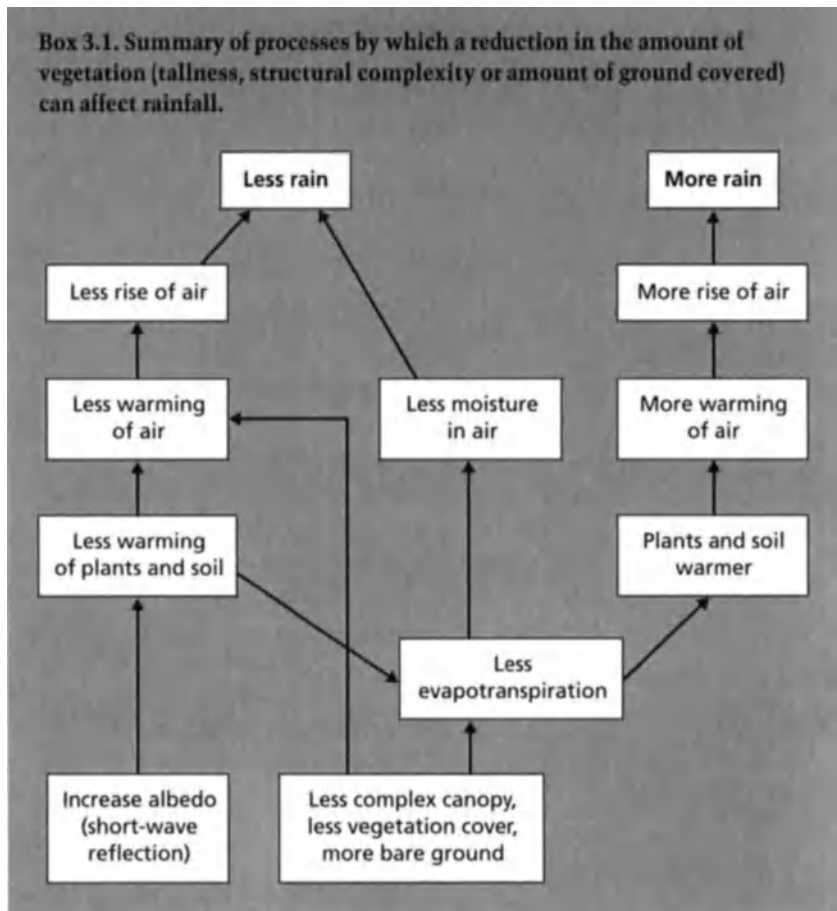 Box 3.1. Summary of processes by which a reduction in the amount of
vegetation (tallness, structural complexity or amount of ground covered)
can affect rainfall.
Less rain
More rain
Less rise of air
More rise of air
Less warming
of air
Less moisture
in air
More warming
of air
Less warming
of plants and soil
Plants and soil
warmer
Less
evapotranspiration
Increase albedo
(short-wave
reflection)
Less complex canopy,
less vegetation cover,
more bare ground